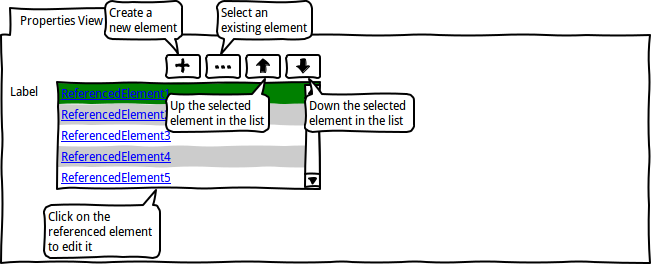 Create a
new element
Select an
existing element
Properties View
Label
ReferencedElement1
ReferencedElement2
ReferencedElement3
ReferencedElement4
ReferencedElement5
Up the selected
element in the list
Down the selected
element in the list
Click on the
referenced element
to edit it